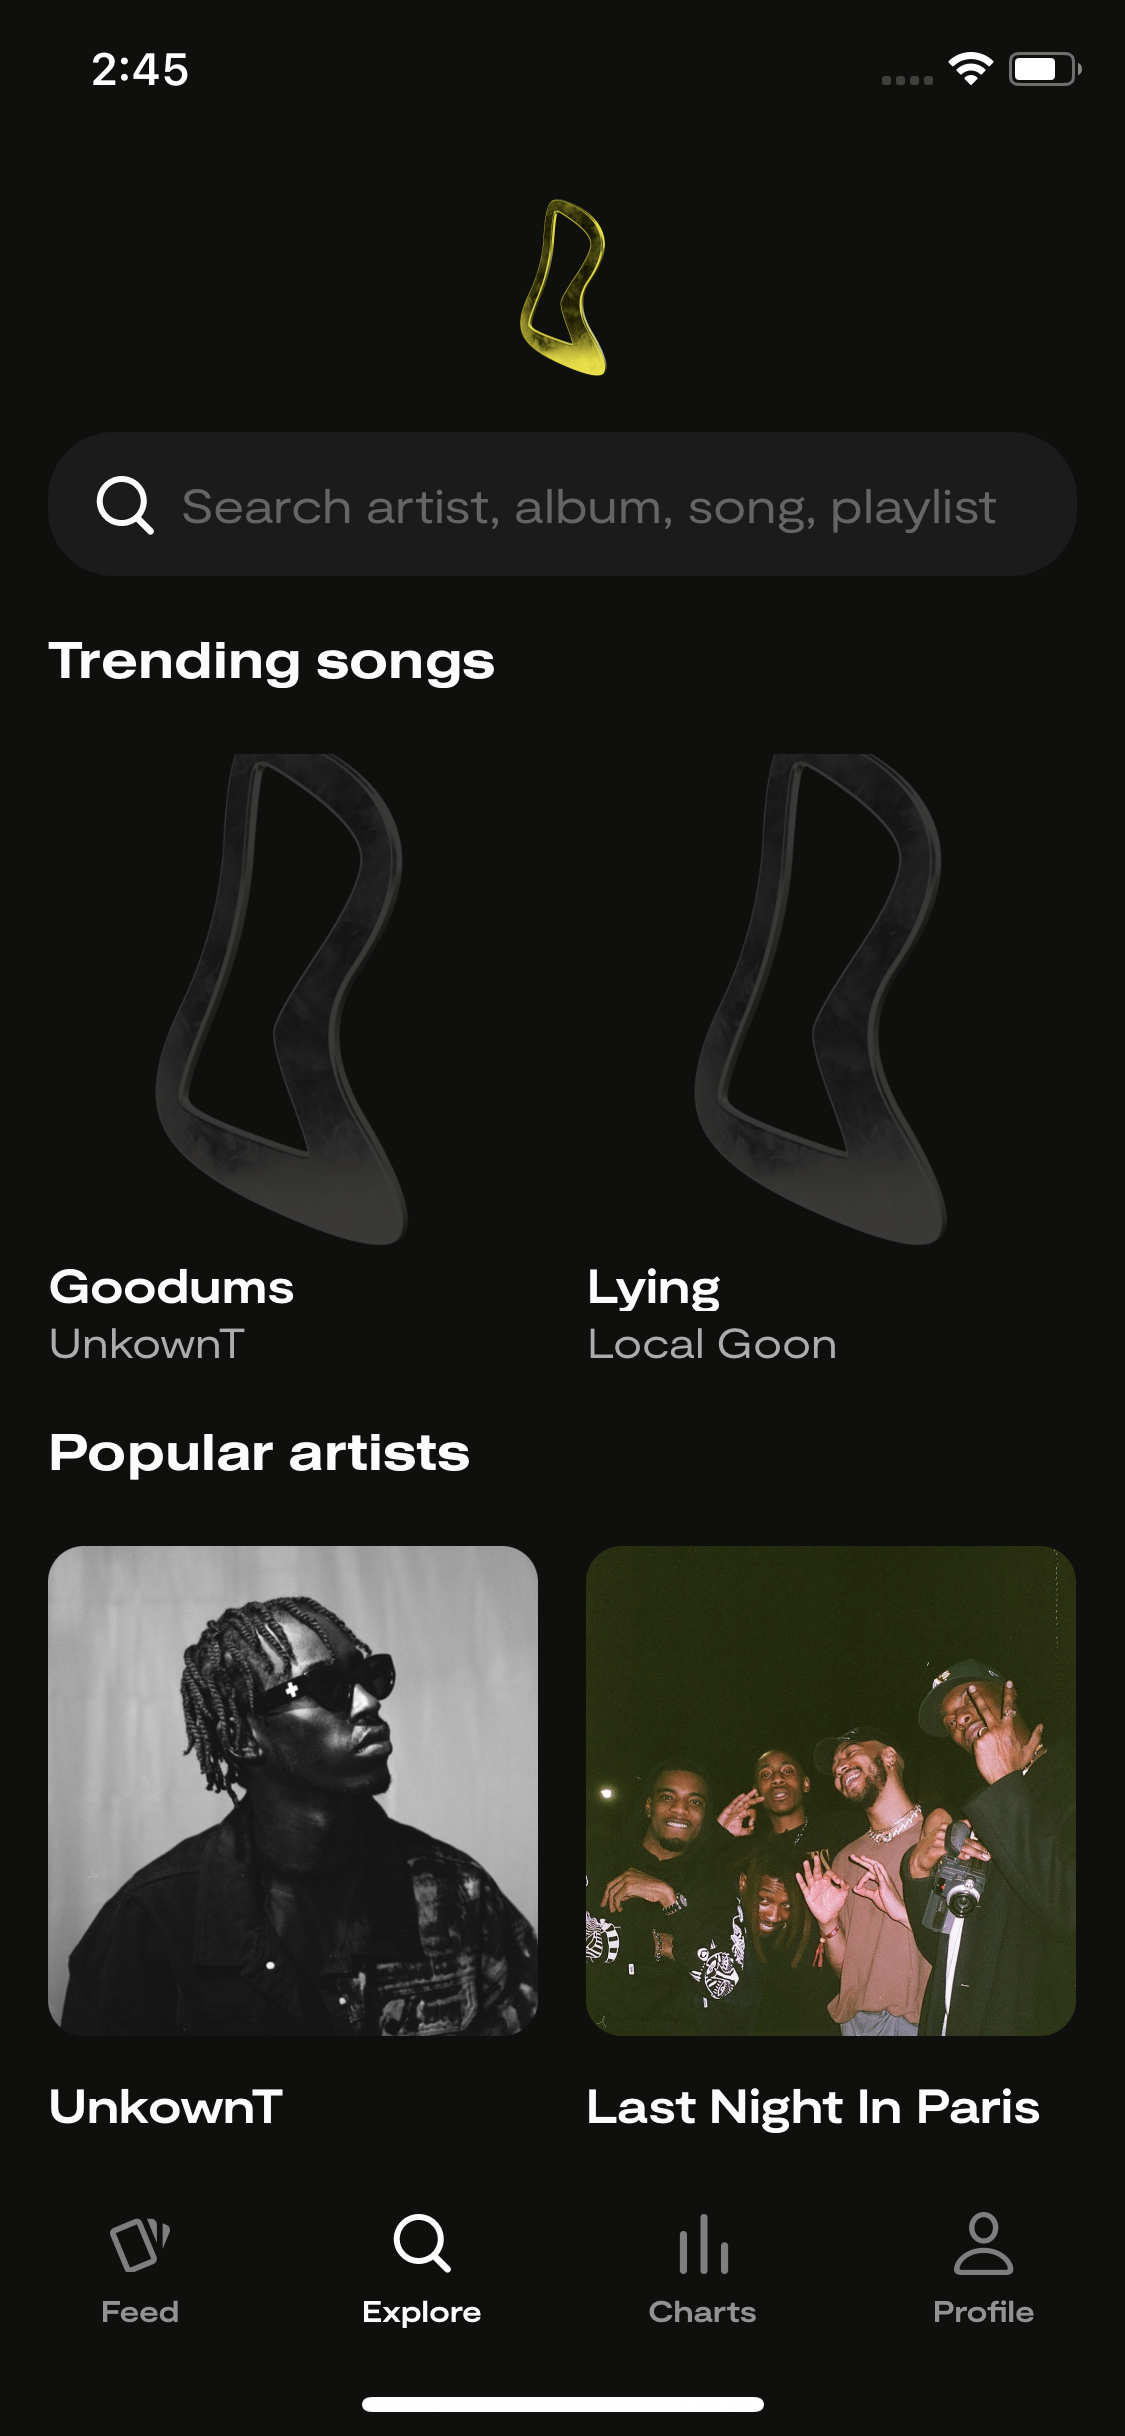 2:45
Search artist, album, song, playlist
Trending songs
Goodums
UnkownT
Lying
Local Goon
Popular artists
UnkownT
Last Night In Paris
Feed
Explore
Charts
Profile